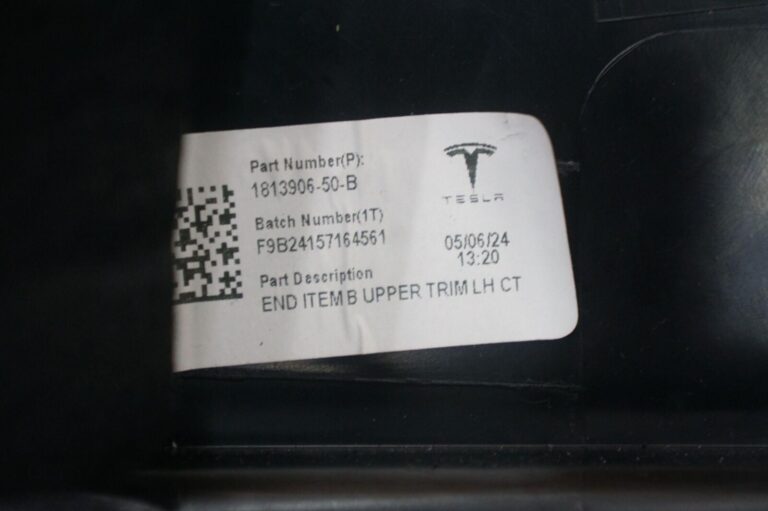 Part Number(P):
1813906-50-B
Batch Number(1T)
F9B24157164561
Part Description
END ITEM B UPPER TRIM LH CT
TESLA
05/06/24
13:20